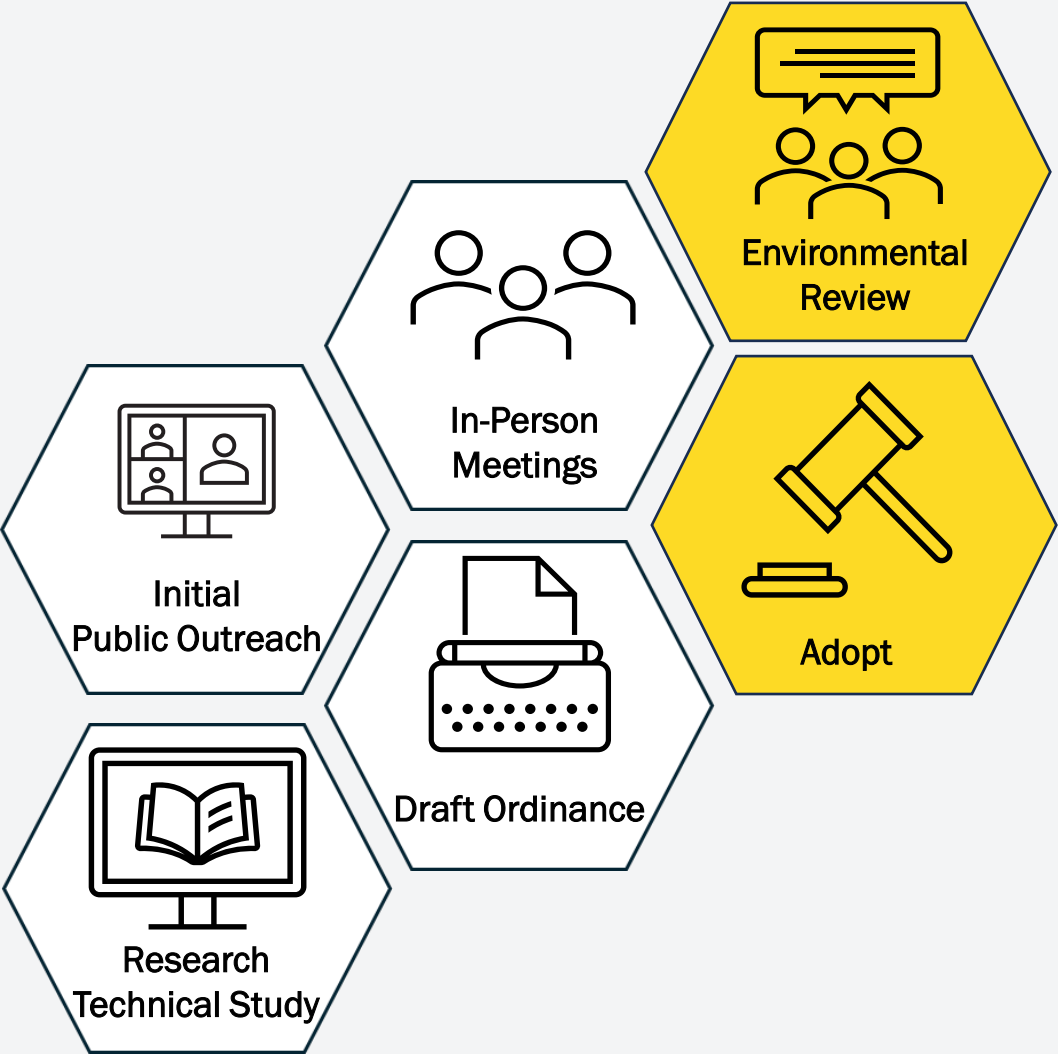 Environmental
Review
In-Person
Meetings
Initial
Public Outreach
Adopt
Draft Ordinance
Research
Technical Study